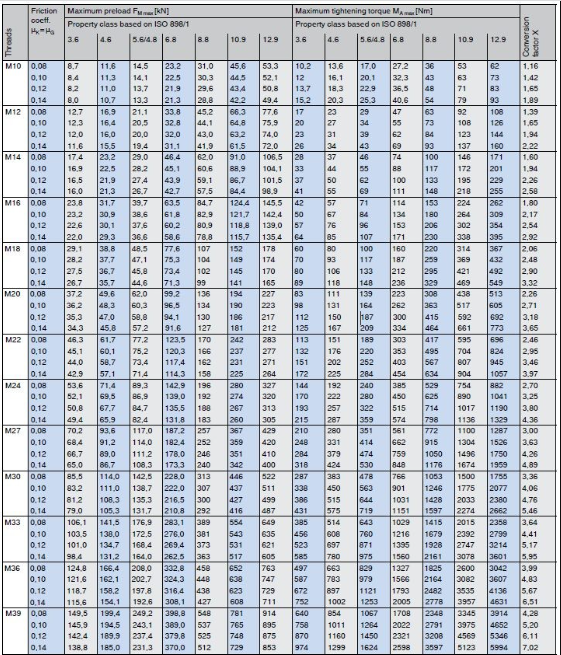 Threads Friction coeff. μK=μG Maximum preload FM max [kN] Maximum tightening torque MA max [Nm] Conversion factor X
Property class based on ISO 898/1 Property class based on ISO 898/1
3.6 4.6 5.6/4.8 6.8 8.8 10.9 12.9 3.6 4.6 5.6/4.8 6.8 8.8 10.9 12.9
M10 0,08 8,7 11,6 14,5 23,2 31,0 45,6 53,3 10,2 13,6 17,0 27,2 36 53 62 1,16
0,10 8,4 11,3 14,1 22,5 30,3 44,5 52,1 12 16,1 20,1 32,3 43 63 73 1,42
0,12 8,2 11,0 13,7 21,9 29,6 43,4 50,8 13,7 18,3 22,9 36,5 48 71 83 1,65
0,14 8,0 10,7 13,3 21,3 28,8 42,2 49,4 15,2 20,3 25,3 40,6 54 79 93 1,89
M12 0,08 12,7 16,9 21,1 33,8 45,2 66,3 77,6 17 23 29 47 63 92 108 1,39
0,10 12,3 16,4 20,5 32,8 44,1 64,8 75,9 20 27 34 55 73 108 126 1,65
0,12 12,0 16,0 20,0 32,0 43,0 63,2 74,0 23 31 39 62 84 123 144 1,94
0,14 11,6 15,5 19,4 31,1 41,9 61,5 72,0 26 34 43 69 93 137 160 2,22
M14 0,08 17,4 23,2 29,0 46,4 62,0 91,0 106,5 28 37 46 74 100 146 171 1,60
0,10 16,9 22,5 28,2 45,1 60,6 88,9 104,1 33 44 55 88 117 172 201 1,94
0,12 16,5 21,9 27,4 43,9 59,1 86,7 101,5 37 50 62 100 133 195 229 2,26
0,14 16,0 21,3 26,7 42,7 57,5 84,4 98,9 41 55 69 111 148 218 255 2,58
M16 0,08 23,8 31,7 39,7 63,5 84,7 124,4 145,5 42 57 71 114 153 224 262 1,80
0,10 23,2 30,9 38,6 61,8 82,9 121,7 142,4 50 67 84 134 180 264 309 2,17
0,12 22,6 30,1 37,6 60,2 80,9 118,8 139,0 57 76 96 153 206 302 354 2,54
0,14 22,0 29,3 36,6 58,6 78,8 115,7 135,4 64 85 107 171 230 338 395 2,92
M18 0,08 29,1 38,8 48,5 77,6 107 152 178 60 80 100 160 220 314 367 2,06
0,10 28,2 37,7 47,1 75,3 104 149 174 70 93 117 187 259 369 432 2,48
0,12 27,5 36,7 45,8 73,4 102 145 170 80 106 133 212 295 421 492 2,90
0,14 26,7 35,7 44,6 71,3 99 141 165 89 118 148 236 329 469 549 3,32
M20 0,08 37,2 49,6 62,0 99,2 136 194 227 83 111 139 223 308 438 513 2,26
0,10 36,2 48,3 60,3 96,5 134 190 223 98 131 164 262 363 517 605 2,71
0,12 35,3 47,0 58,8 94,1 130 186 217 112 150 187 300 415 592 692 3,18
0,14 34,3 45,8 57,2 91,6 127 181 212 125 167 209 334 464 661 773 3,65
M22 0,08 46,3 61,7 77,2 123,5 170 242 283 113 151 189 303 417 595 696 2,46
0,10 45,1 60,1 75,2 120,3 166 237 277 132 176 220 353 495 704 824 2,95
0,12 44,0 58,7 73,4 117,4 162 231 271 151 202 252 403 567 807 945 3,46
0,14 42,9 57,1 71,4 114,3 158 225 264 172 225 284 454 634 904 1057 3,97
M24 0,08 53,6 71,4 89,3 142,9 196 280 327 144 192 240 385 529 754 882 2,70
0,10 52,1 69,5 86,9 139,0 192 274 320 170 222 280 450 625 890 1041 3,25
0,12 50,8 67,7 84,7 135,5 188 267 313 193 257 322 515 714 1017 1190 3,80
0,14 49,4 65,9 82,4 131,8 183 260 305 215 287 359 574 798 1136 1329 4,36
M27 0,08 70,2 93,6 117,0 187,2 257 367 429 210 280 351 561 772 1100 1287 3,00
0,10 68,4 91,2 114,0 182,4 252 359 420 248 331 414 662 915 1304 1526 3,63
0,12 66,7 89,0 111,2 178,0 246 351 410 284 379 474 759 1050 1496 1750 4,26
0,14 65,0 86,7 108,3 173,3 240 342 400 318 424 530 848 1176 1674 1959 4,89
M30 0,08 85,5 114,0 142,5 228,0 313 446 522 287 383 478 766 1053 1500 1755 3,36
0,10 83,2 111,0 138,7 222,0 307 437 511 338 450 563 901 1246 1775 2077 4,06
0,12 81,2 108,3 135,3 216,5 300 427 499 386 515 644 1031 1428 2033 2380 4,76
0,14 79,0 105,3 131,7 210,8 292 416 487 431 575 719 1151 1597 2274 2662 5,46
M33 0,08 106,1 141,5 176,9 283,1 389 554 649 385 514 643 1029 1415 2015 2358 3,64
0,10 103,5 138,0 172,5 276,0 381 543 635 456 608 760 1216 1679 2392 2799 4,41
0,12 101,0 134,7 168,4 269,4 373 531 621 523 697 871 1395 1928 2747 3214 5,17
0,14 98,4 131,2 164,0 262,5 363 517 605 585 780 975 1560 2161 3078 3601 5,95
M36 0,08 124,8 166,4 208,0 332,8 458 652 763 497 663 829 1327 1825 2600 3042 3,99
0,10 121,6 162,1 202,7 324,3 448 638 747 587 783 979 1566 2164 3082 3607 4,83
0,12 118,7 158,2 197,8 316,4 438 623 729 672 897 1121 1793 2482 3535 4136 5,67
0,14 115,6 154,1 192,6 308,1 427 608 711 752 1002 1253 2005 2778 3957 4631 6,51
M39 0,08 149,5 199,4 249,2 398,8 548 781 914 640 854 1067 1708 2348 3345 3914 4,28
0,10 145,9 194,5 243,1 389,0 537 765 895 758 1011 1264 2022 2791 3975 4652 5,20
0,12 142,4 189,9 237,4 379,8 525 748 875 870 1160 1450 2321 3208 4569 5346 6,11
0,14 138,8 185,0 231,3 370,0 512 729 853 974 1299 1624 2598 3597 5123 5994 7,02